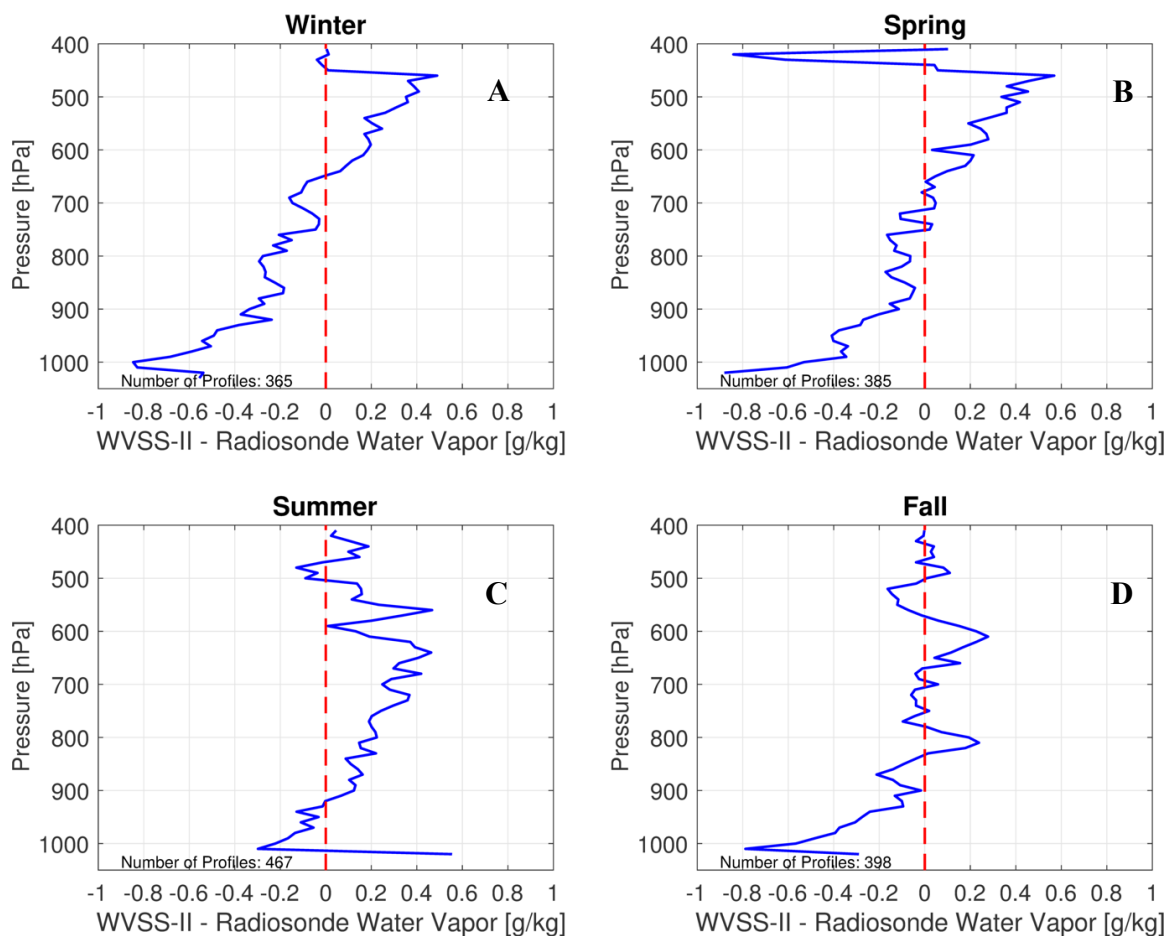 Winter
A
Pressure [hPa]
400
500
600
700
800
900
1000
Number of Profiles: 365
-1 -0.8 -0.6 -0.4 -0.2 0 0.2 0.4 0.6 0.8 1
WVSS-II - Radiosonde Water Vapor [g/kg]
Spring
B
Pressure [hPa]
400
500
600
700
800
900
1000
Number of Profiles: 385
-1 -0.8 -0.6 -0.4 -0.2 0 0.2 0.4 0.6 0.8 1
WVSS-II - Radiosonde Water Vapor [g/kg]
Summer
C
Pressure [hPa]
400
500
600
700
800
900
1000
Number of Profiles: 467
-1 -0.8 -0.6 -0.4 -0.2 0 0.2 0.4 0.6 0.8 1
WVSS-II - Radiosonde Water Vapor [g/kg]
Fall
D
Pressure [hPa]
400
500
600
700
800
900
1000
Number of Profiles: 398
-1 -0.8 -0.6 -0.4 -0.2 0 0.2 0.4 0.6 0.8 1
WVSS-II - Radiosonde Water Vapor [g/kg]